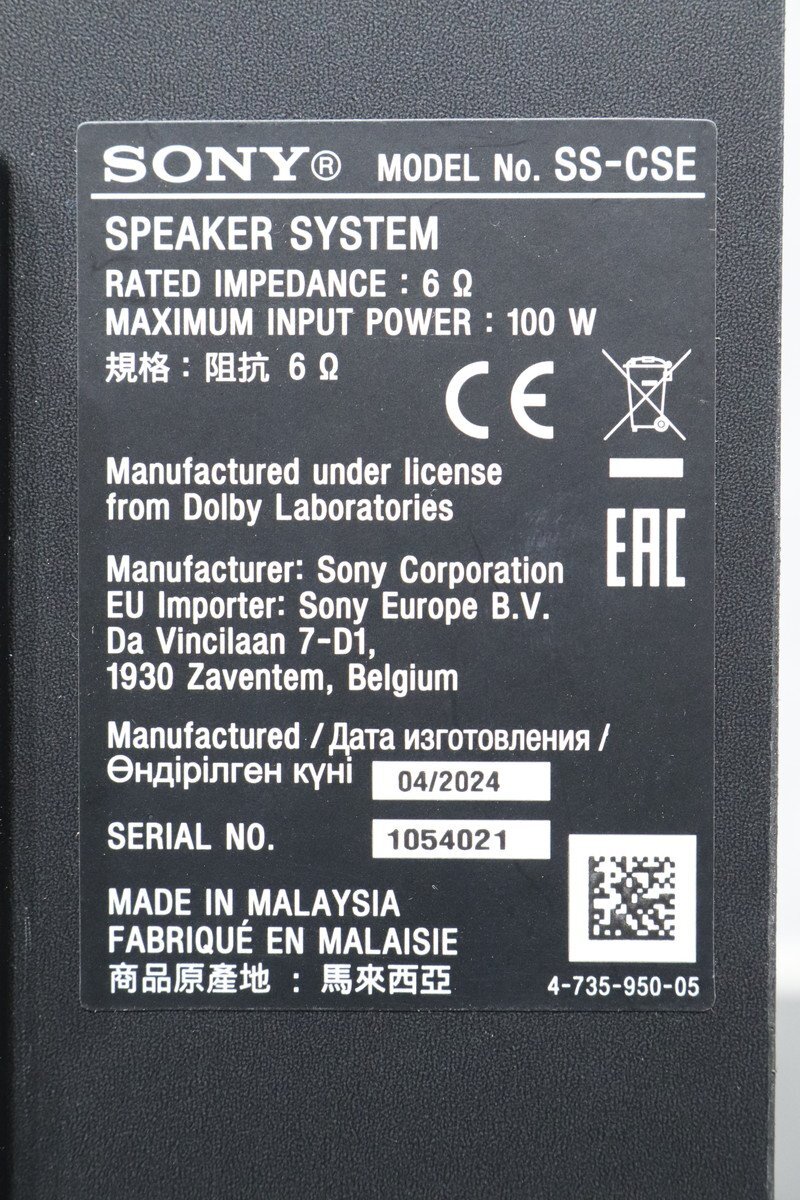 SONY® MODEL No. SS-CSE
SPEAKER SYSTEM
RATED IMPEDANCE : 6 Ω
MAXIMUM INPUT POWER : 100 W
規格 : 阻抗 6 Ω
CE
Manufactured under license
from Dolby Laboratories
EAC
Manufacturer: Sony Corporation
EU Importer: Sony Europe B.V.
Da Vincilaan 7-D1,
1930 Zaventem, Belgium
Manufactured / Дата изготовления /
Өндірілген күні 04/2024
SERIAL NO. 1054021
MADE IN MALAYSIA
FABRIQUÉ EN MALAISIE
商品原產地 : 馬來西亞
4-735-950-05